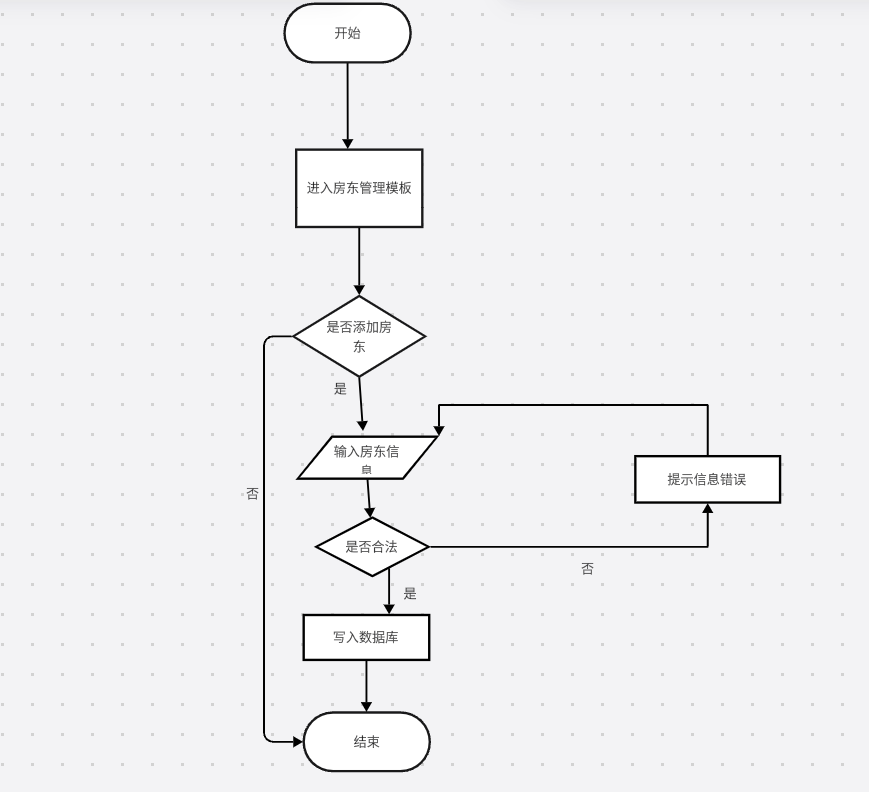 开始
进入房东管理模板
是否添加房
东
是
输入房东信
息
提示信息错误
否
是否合法
否
是
写入数据库
结束